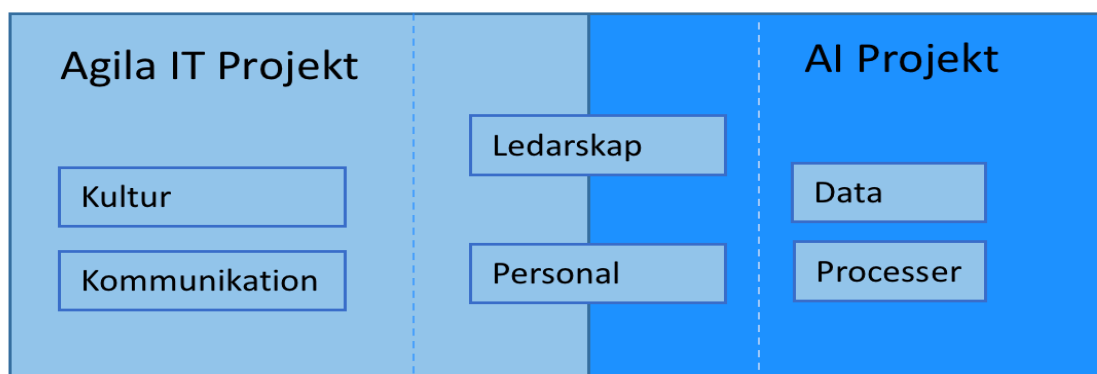 Agila IT Projekt
AI Projekt
Kultur
Kommunikation
Ledarskap
Personal
Data
Processer